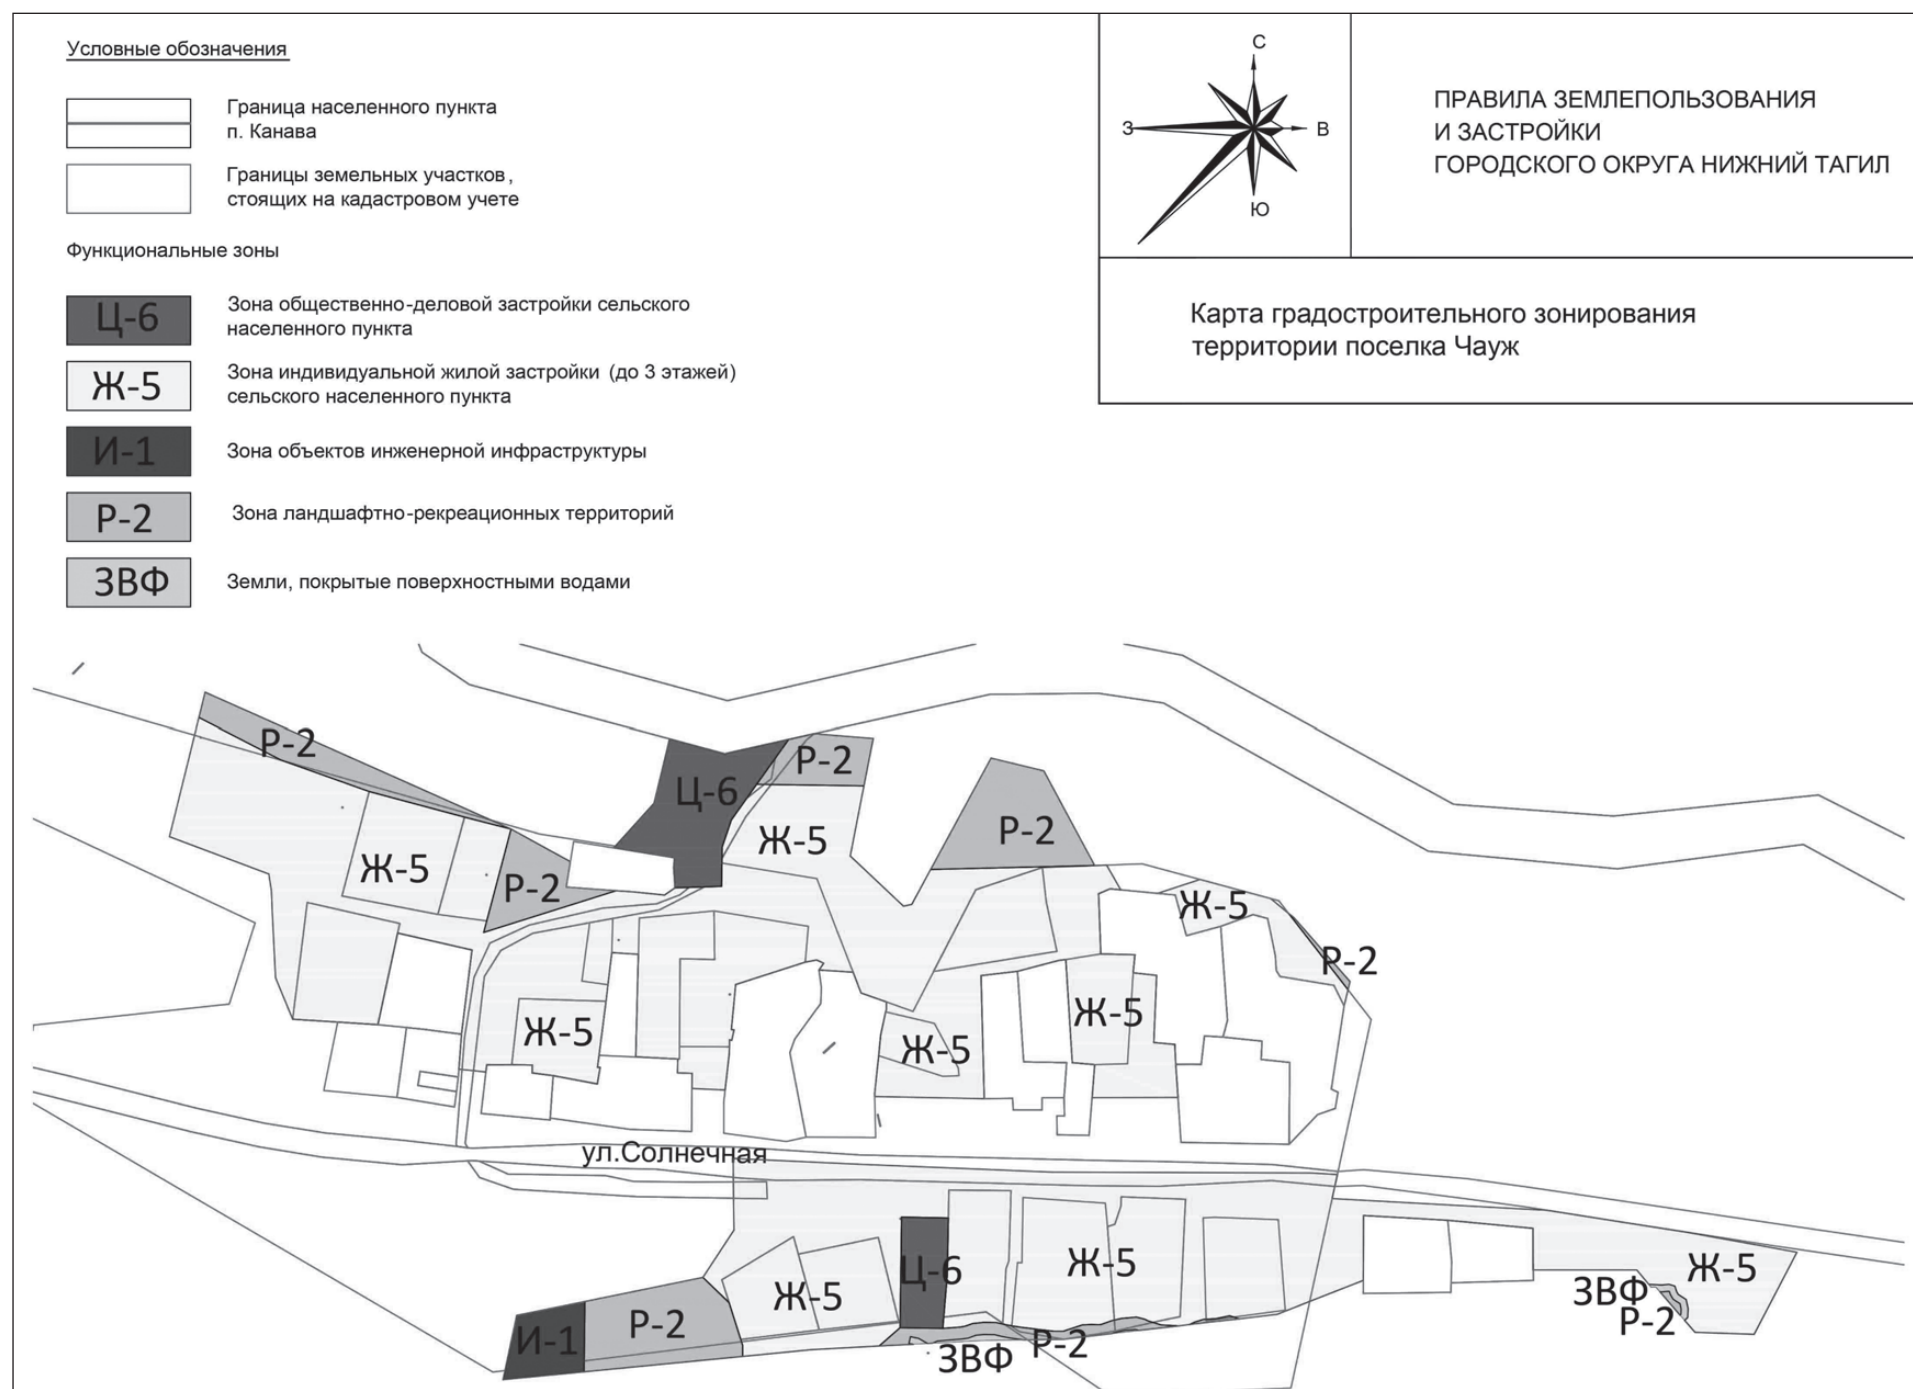 Условные обозначения
Граница населенного пункта
п. Канава
Границы земельных участков,
стоящих на кадастровом учете
Функциональные зоны
Ц-6
Зона общественно-деловой застройки сельского
населенного пункта
Ж-5
Зона индивидуальной жилой застройки (до 3 этажей)
сельского населенного пункта
И-1
Зона объектов инженерной инфраструктуры
Р-2
Зона ландшафтно-рекреационных территорий
ЗВФ
Земли, покрытые поверхностными водами
С
З
В
Ю
ПРАВИЛА ЗЕМЛЕПОЛЬЗОВАНИЯ
И ЗАСТРОЙКИ
ГОРОДСКОГО ОКРУГА НИЖНИЙ ТАГИЛ
Карта градостроительного зонирования
территории поселка Чауж
Р-2
Р-2
Ц-6
Р-2
Ж-5
Ж-5
Р-2
Ж-5
Р-2
Ж-5
Ж-5
Ж-5
ул.Солнечная
Ц-6
Ж-5
Ж-5
ЗВФ
Ж-5
Р-2
И-1
Р-2
ЗВФ
Р-2